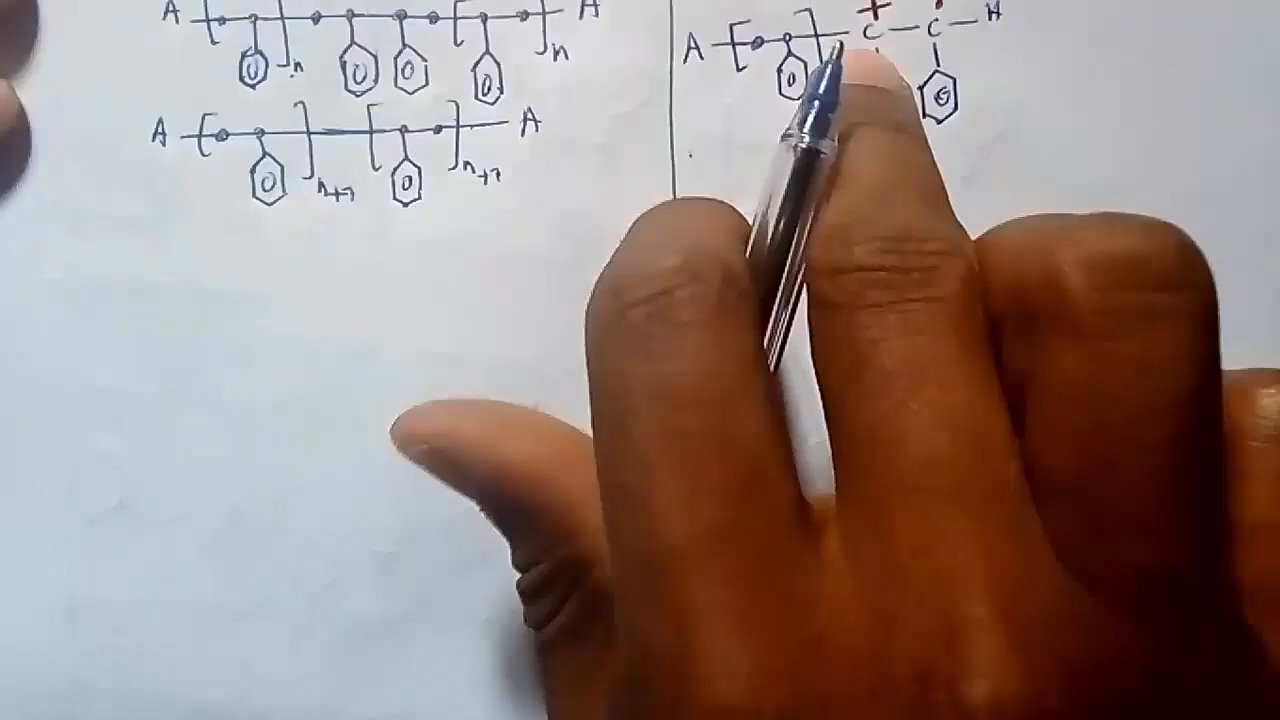 A [ ]n [ ]n A
A [ ]n+1 [ ]n+1 A
A [ ] C — C — H